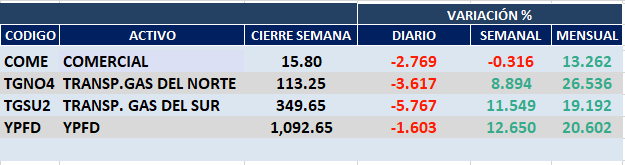 VARIACIÓN %
CODIGO ACTIVO CIERRE SEMANA DIARIO SEMANAL MENSUAL
COME COMERCIAL 15.80 -2.769 -0.316 13.262
TGNO4 TRANSP.GAS DEL NORTE 113.25 -3.617 8.894 26.536
TGSU2 TRANSP. GAS DEL SUR 349.65 -5.767 11.549 19.192
YPFD YPFD 1,092.65 -1.603 12.650 20.602